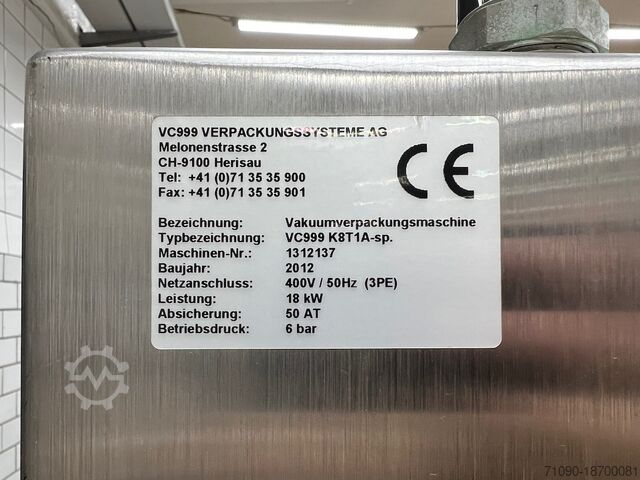 VC999 VERPACKUNGSSYSTEME AG
Melonenstrasse 2
CH-9100 Herisau
Tel: +41 (0)71 35 35 900
Fax: +41 (0)71 35 35 901
CE
Bezeichnung: Vakuumverpackungsmaschine
Typbezeichnung: VC999 K8T1A-sp.
Maschinen-Nr.: 1312137
Baujahr: 2012
Netzanschluss: 400V / 50Hz (3PE)
Leistung: 18 kW
Absicherung: 50 AT
Betriebsdruck: 6 bar
71090-18700081